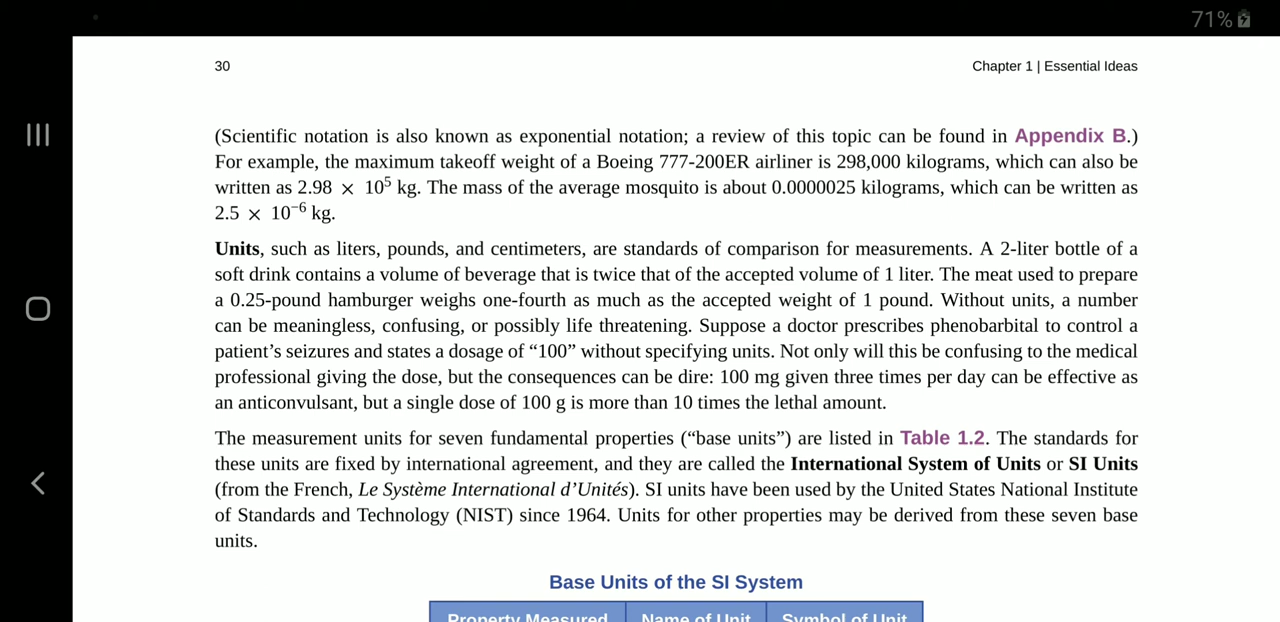 71%
30
Chapter 1 | Essential Ideas
(Scientific notation is also known as exponential notation; a review of this topic can be found in Appendix B.)
For example, the maximum takeoff weight of a Boeing 777-200ER airliner is 298,000 kilograms, which can also be
written as 2.98 × 10⁵ kg. The mass of the average mosquito is about 0.0000025 kilograms, which can be written as
2.5 × 10⁻⁶ kg.
Units, such as liters, pounds, and centimeters, are standards of comparison for measurements. A 2-liter bottle of a
soft drink contains a volume of beverage that is twice that of the accepted volume of 1 liter. The meat used to prepare
a 0.25-pound hamburger weighs one-fourth as much as the accepted weight of 1 pound. Without units, a number
can be meaningless, confusing, or possibly life threatening. Suppose a doctor prescribes phenobarbital to control a
patient’s seizures and states a dosage of “100” without specifying units. Not only will this be confusing to the medical
professional giving the dose, but the consequences can be dire: 100 mg given three times per day can be effective as
an anticonvulsant, but a single dose of 100 g is more than 10 times the lethal amount.
The measurement units for seven fundamental properties (“base units”) are listed in Table 1.2. The standards for
these units are fixed by international agreement, and they are called the International System of Units or SI Units
(from the French, Le Système International d’Unités). SI units have been used by the United States National Institute
of Standards and Technology (NIST) since 1964. Units for other properties may be derived from these seven base
units.
Base Units of the SI System
Property Measured Name of Unit Symbol of Unit